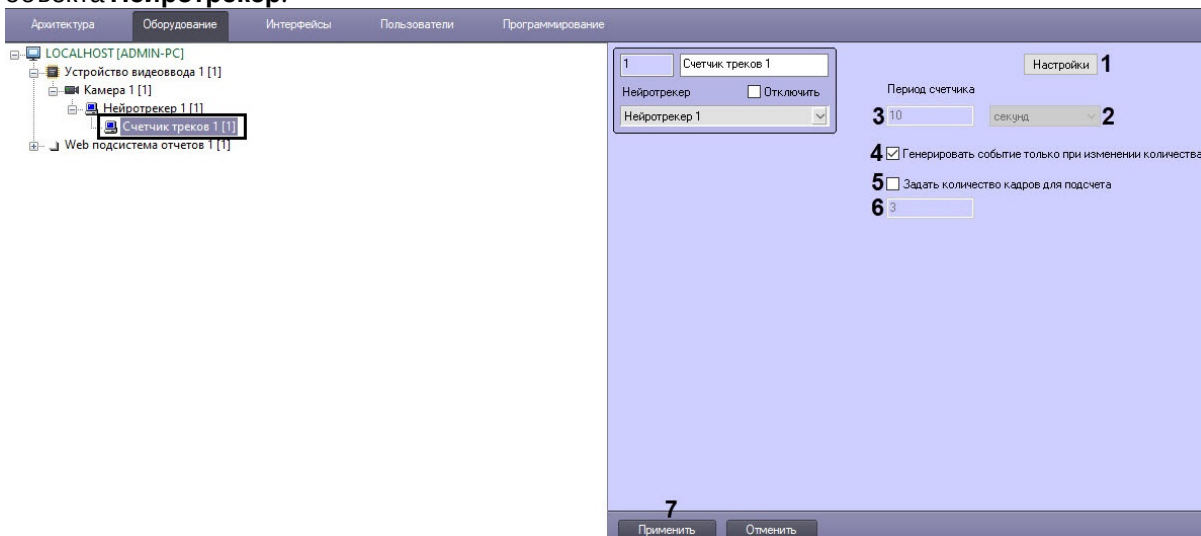 объекта Нейротрекер.
Архитектура Оборудование Интерфейсы Пользователи Программирование
LOCALHOST [ADMIN-PC]
Устройство видеоввода 1 [1]
Камера 1 [1]
Нейротрекер 1 [1]
Счетчик треков 1 [1]
Web подсистема отчетов 1 [1]
1 Счетчик треков 1
Нейротрекер Отключить
Нейротрекер 1
Настройки 1
Период счетчика
3 10 секунд 2
4 Генерировать событие только при изменении количества
5 Задать количество кадров для подсчета
6 3
7
Применить Отменить